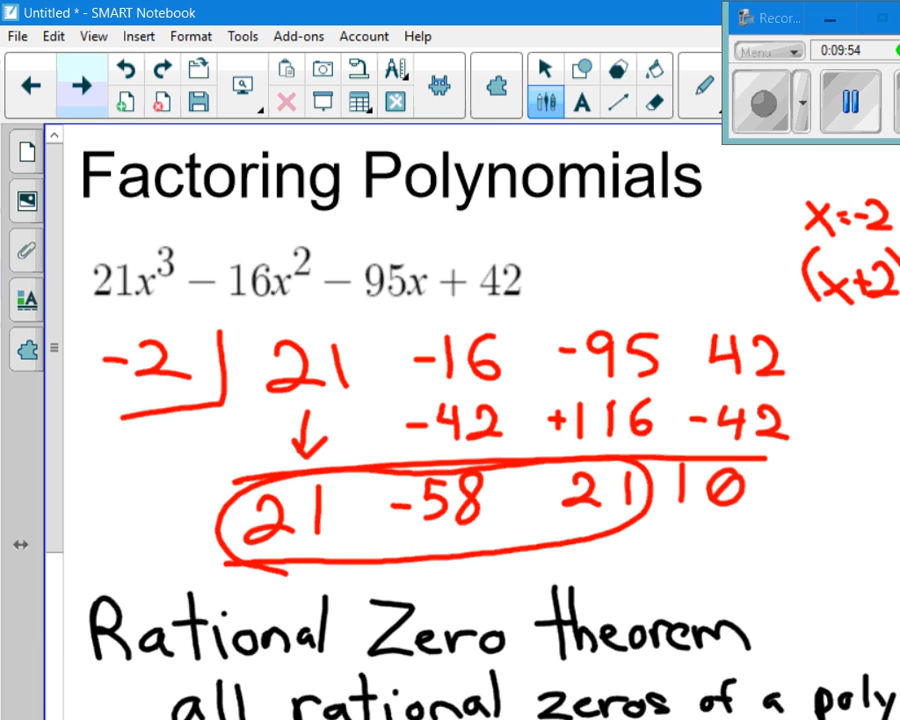 Untitled * - SMART Notebook
Recor...
File Edit View Insert Format Tools Add-ons Account Help
Menu 0:09:54
Factoring Polynomials
x=-2
21x³ − 16x² − 95x + 42
(x+2)
-2 21 -16 -95 42
-42 +116 -42
21 -58 21 0
Rational Zero theorem
all rational zeros of a poly